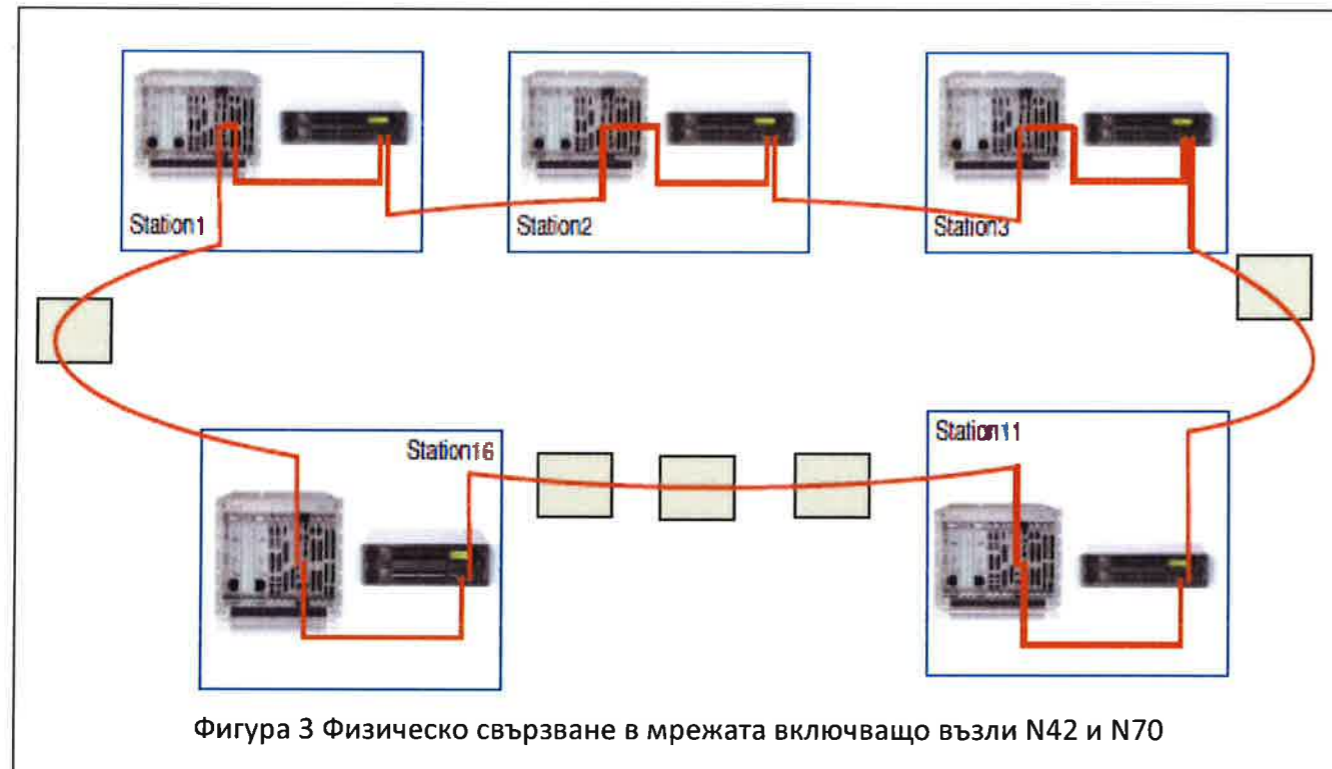 Station1
Station2
Station3
Station16
Station11
Фигура 3 Физическо свързване в мрежата включващо възли N42 и N70